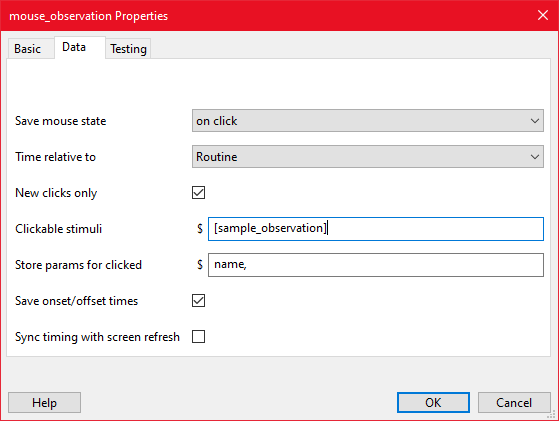 mouse_observation Properties
Basic Data Testing
Save mouse state on click
Time relative to Routine
New clicks only
Clickable stimuli $ [sample_observation]
Store params for clicked $ name,
Save onset/offset times
Sync timing with screen refresh
Help OK Cancel